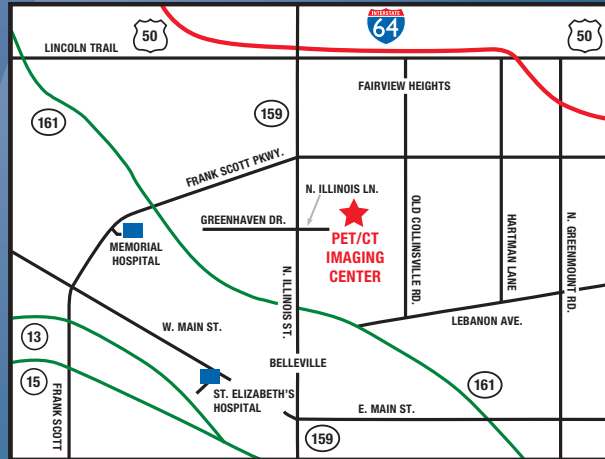 INTERSTATE
64
50
50
LINCOLN TRAIL
FAIRVIEW HEIGHTS
161
159
FRANK SCOTT PKWY.
N. ILLINOIS LN.
GREENHAVEN DR.
PET/CT
IMAGING
CENTER
MEMORIAL
HOSPITAL
OLD COLLINSVILLE RD.
HARTMAN LANE
N. GREENMOUNT RD.
N. ILLINOIS ST.
LEBANON AVE.
W. MAIN ST.
13
BELLEVILLE
15
161
FRANK SCOTT
ST. ELIZABETH'S
HOSPITAL
E. MAIN ST.
159